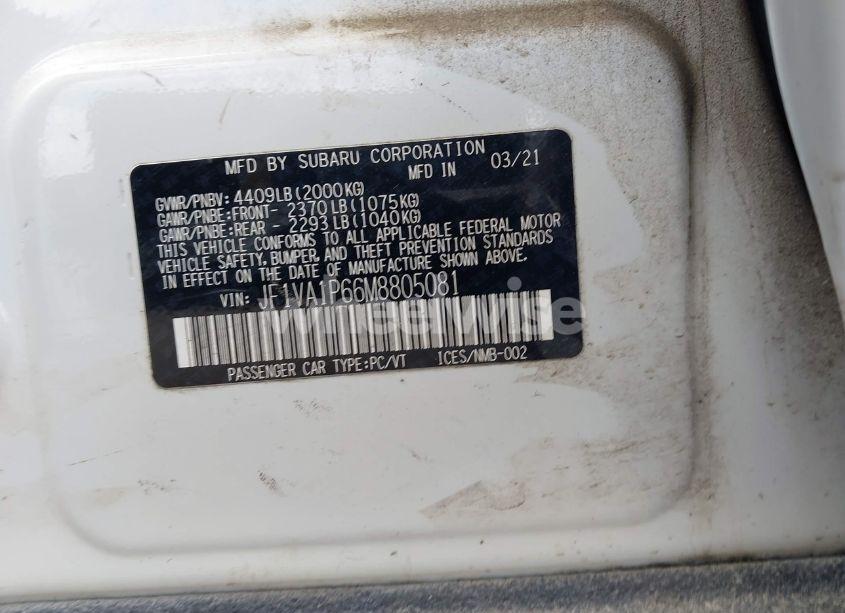 MFD BY SUBARU CORPORATION
MFD IN 03/21
GVWR/PNBV: 4409LB(2000KG)
GAWR/PNBE:FRONT- 2370LB(1075KG)
GAWR/PNBE:REAR - 2293LB(1040KG)
THIS VEHICLE CONFORMS TO ALL APPLICABLE FEDERAL MOTOR
VEHICLE SAFETY, BUMPER, AND THEFT PREVENTION STANDARDS
IN EFFECT ON THE DATE OF MANUFACTURE SHOWN ABOVE.
VIN: JF1VA1P66M8805081
wheelwise
PASSENGER CAR TYPE:PC/VT ICES/NMB-002